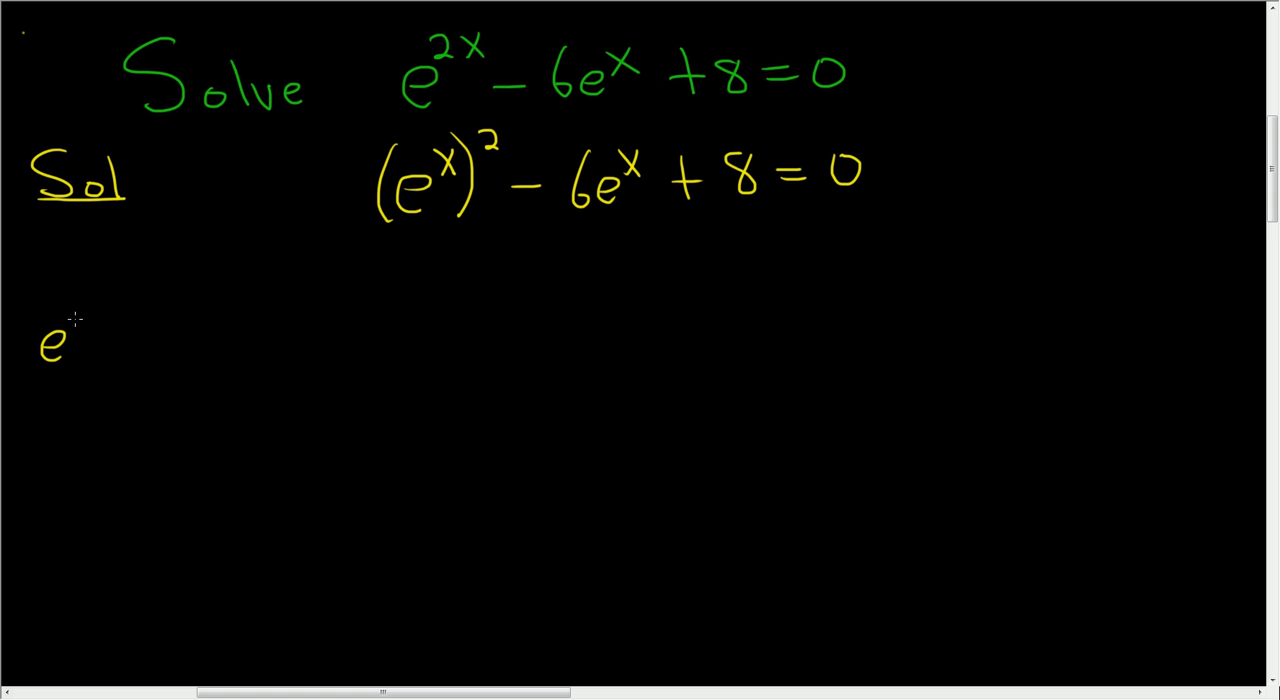 Solve e^{2x} - 6e^x + 8 = 0
Sol (e^x)^2 - 6e^x + 8 = 0
e